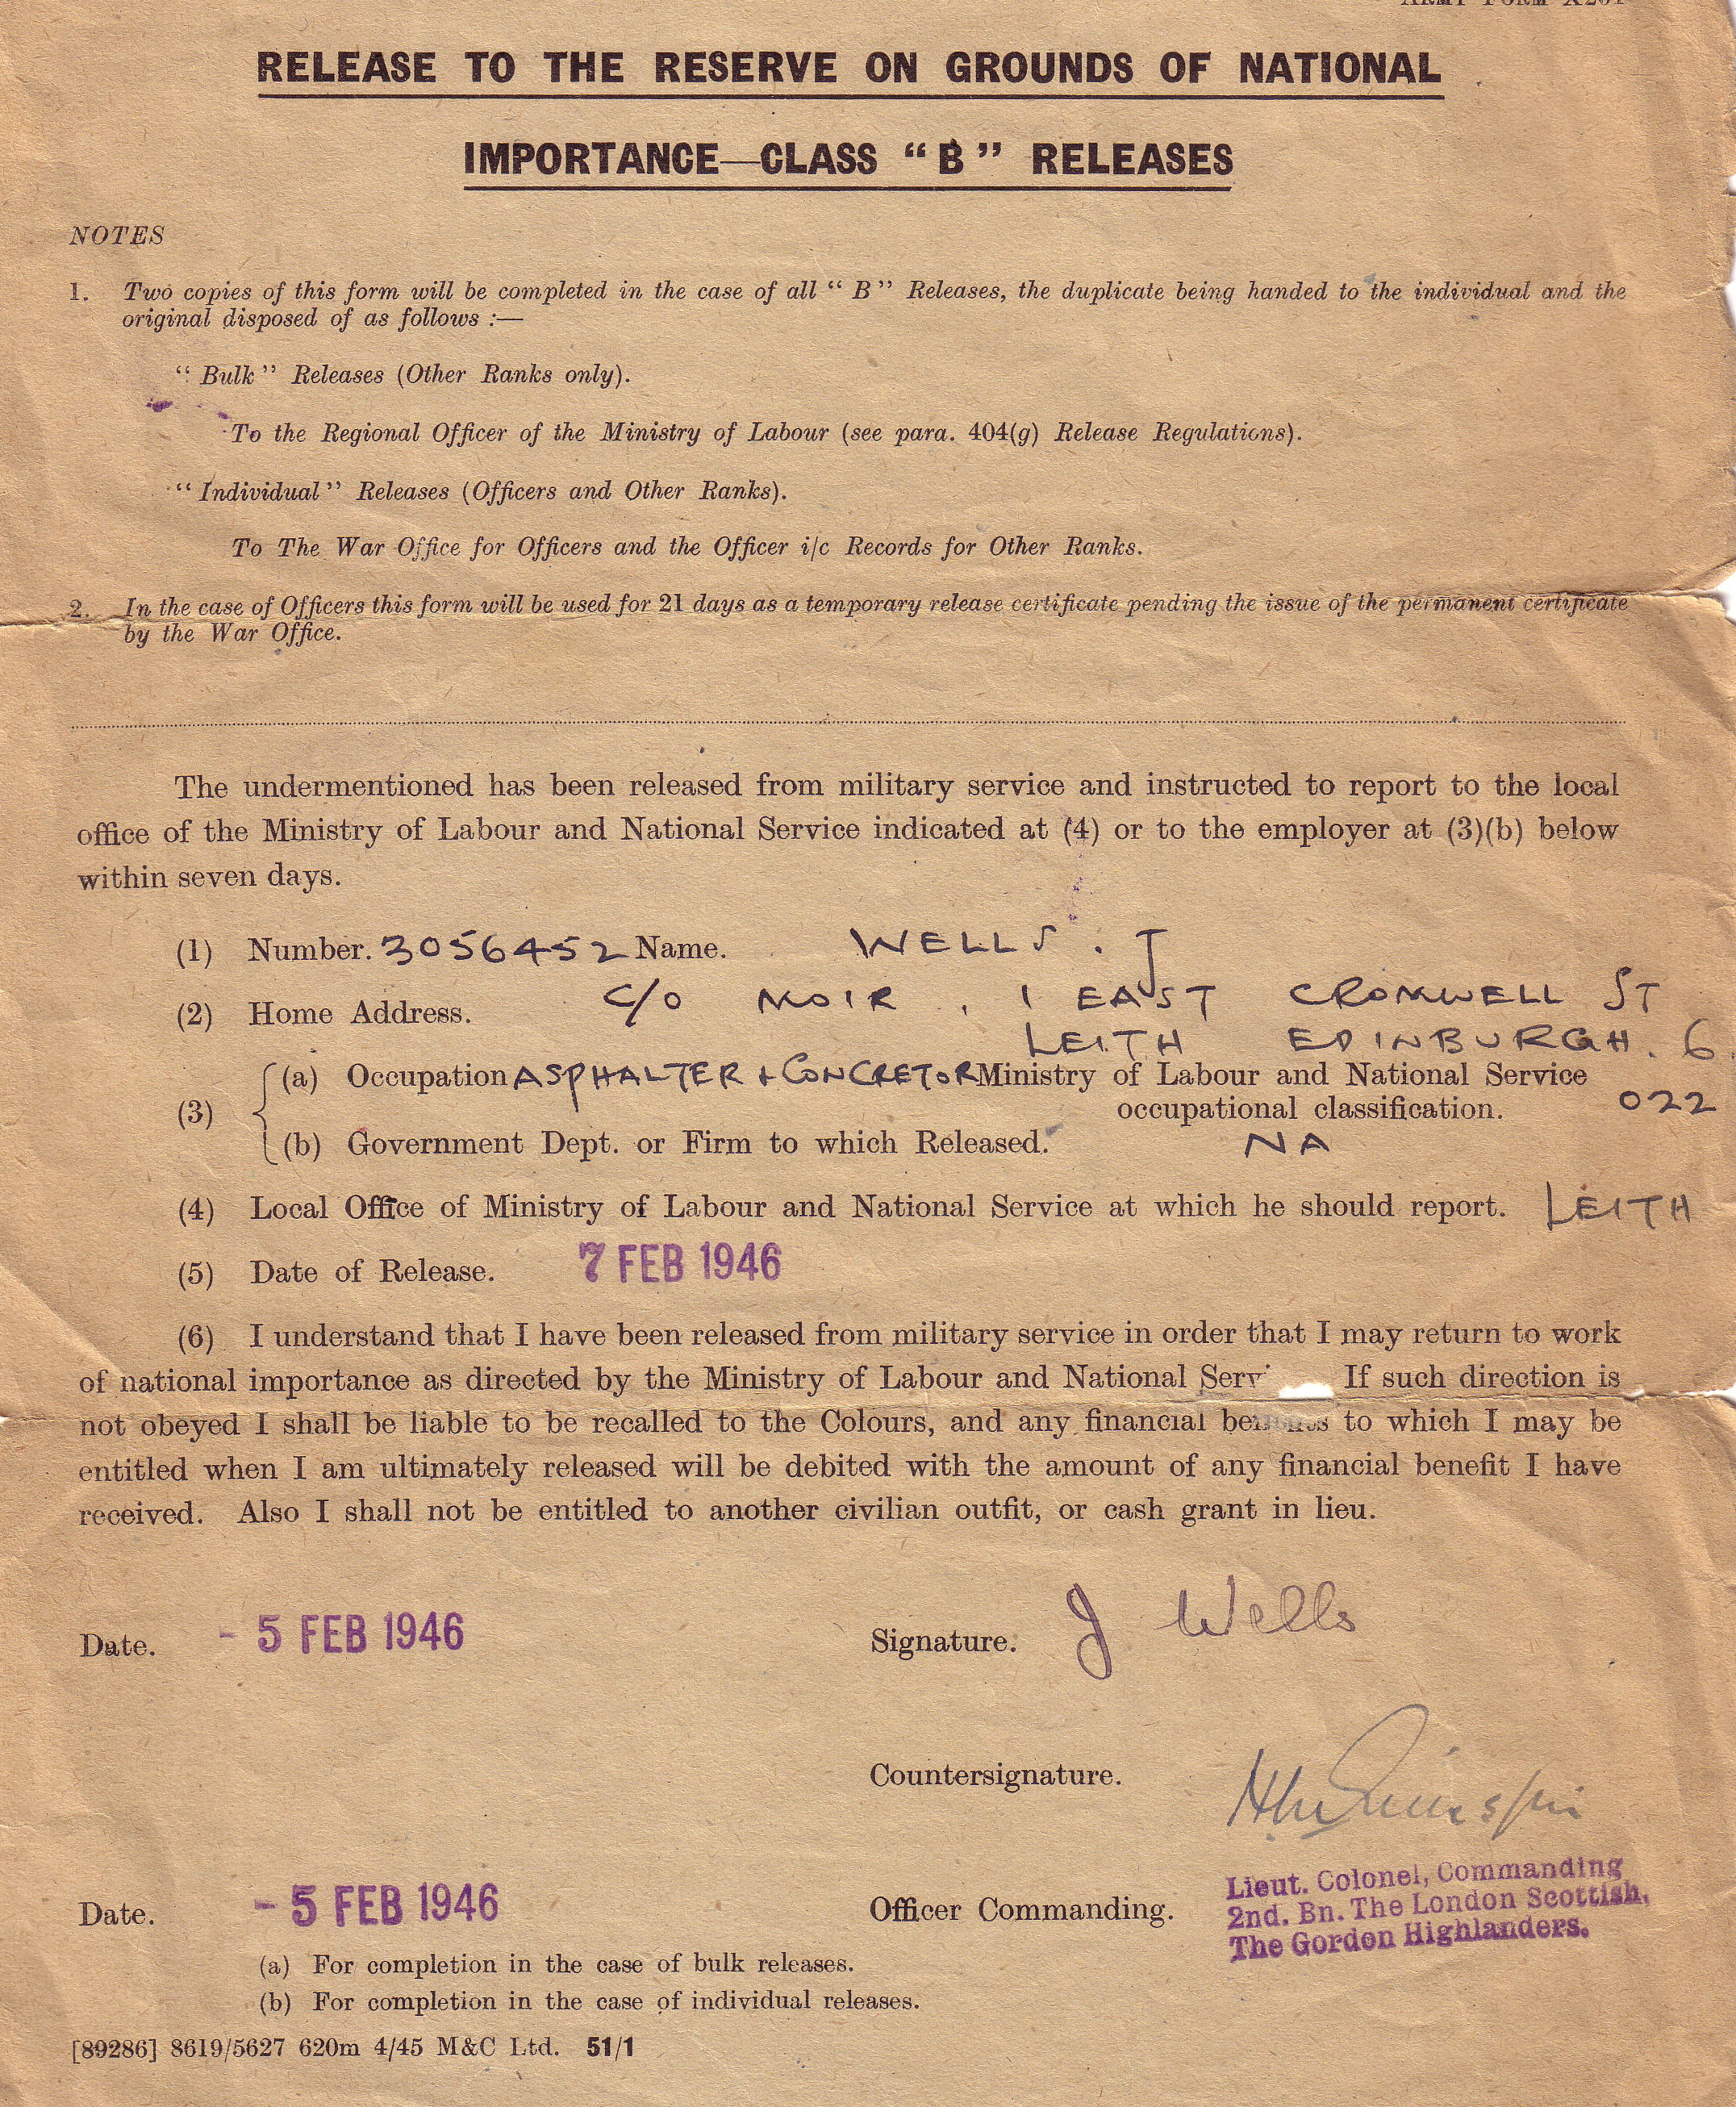 ARMY FORM X201
RELEASE TO THE RESERVE ON GROUNDS OF NATIONAL
IMPORTANCE—CLASS “B” RELEASES
NOTES
1. Two copies of this form will be completed in the case of all “B” Releases, the duplicate being handed to the individual and the
original disposed of as follows :—
“Bulk” Releases (Other Ranks only).
To the Regional Officer of the Ministry of Labour (see para. 404(g) Release Regulations).
“Individual” Releases (Officers and Other Ranks).
To The War Office for Officers and the Officer i/c Records for Other Ranks.
2. In the case of Officers this form will be used for 21 days as a temporary release certificate pending the issue of the permanent certificate
by the War Office.
The undermentioned has been released from military service and instructed to report to the local
office of the Ministry of Labour and National Service indicated at (4) or to the employer at (3)(b) below
within seven days.
(1) Number. 3056452 Name. WELLS . J
(2) Home Address. C/O MOIR , 1 EAST CROMWELL ST
LEITH EDINBURGH. 6.
(3) (a) Occupation ASPHALTER + CONCRETOR Ministry of Labour and National Service
occupational classification. 022
(b) Government Dept. or Firm to which Released. NA
(4) Local Office of Ministry of Labour and National Service at which he should report. LEITH
(5) Date of Release. 7 FEB 1946
(6) I understand that I have been released from military service in order that I may return to work
of national importance as directed by the Ministry of Labour and National Serv If such direction is
not obeyed I shall be liable to be recalled to the Colours, and any financial benefits to which I may be
entitled when I am ultimately released will be debited with the amount of any financial benefit I have
received. Also I shall not be entitled to another civilian outfit, or cash grant in lieu.
Date. - 5 FEB 1946 Signature. J Wells
Countersignature.
Date. - 5 FEB 1946 Officer Commanding. Lieut. Colonel, Commanding
2nd. Bn. The London Scottish,
The Gordon Highlanders.
(a) For completion in the case of bulk releases.
(b) For completion in the case of individual releases.
[89286] 8619/5627 620m 4/45 M&C Ltd. 51/1